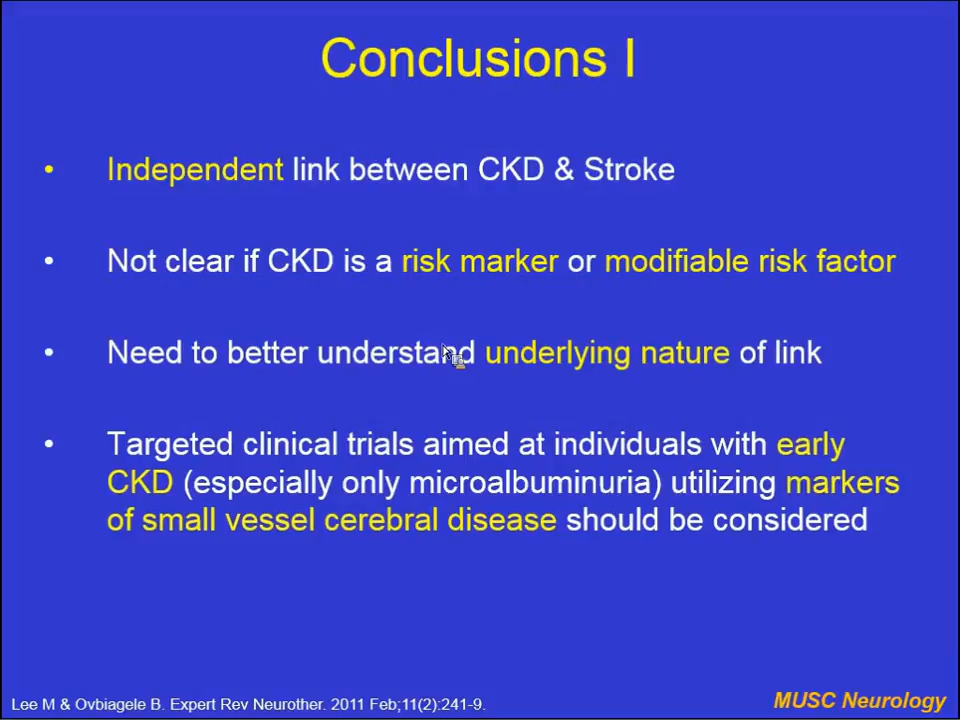 Conclusions I
• Independent link between CKD & Stroke
• Not clear if CKD is a risk marker or modifiable risk factor
• Need to better understand underlying nature of link
• Targeted clinical trials aimed at individuals with early
CKD (especially only microalbuminuria) utilizing markers
of small vessel cerebral disease should be considered
Lee M & Ovbiagele B. Expert Rev Neurother. 2011 Feb;11(2):241-9.
MUSC Neurology